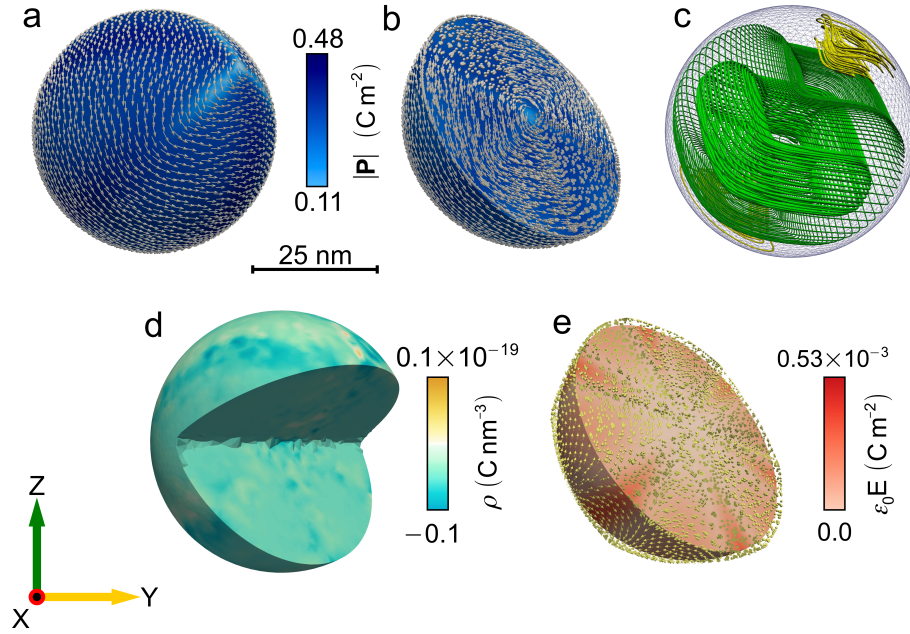 a
b
c
0.48
|P| (C m⁻²)
0.11
25 nm
d
e
0.1×10⁻¹⁹
ρ (C nm⁻³)
−0.1
0.53×10⁻³
ε₀E (C m⁻²)
0.0
Z
Y
X